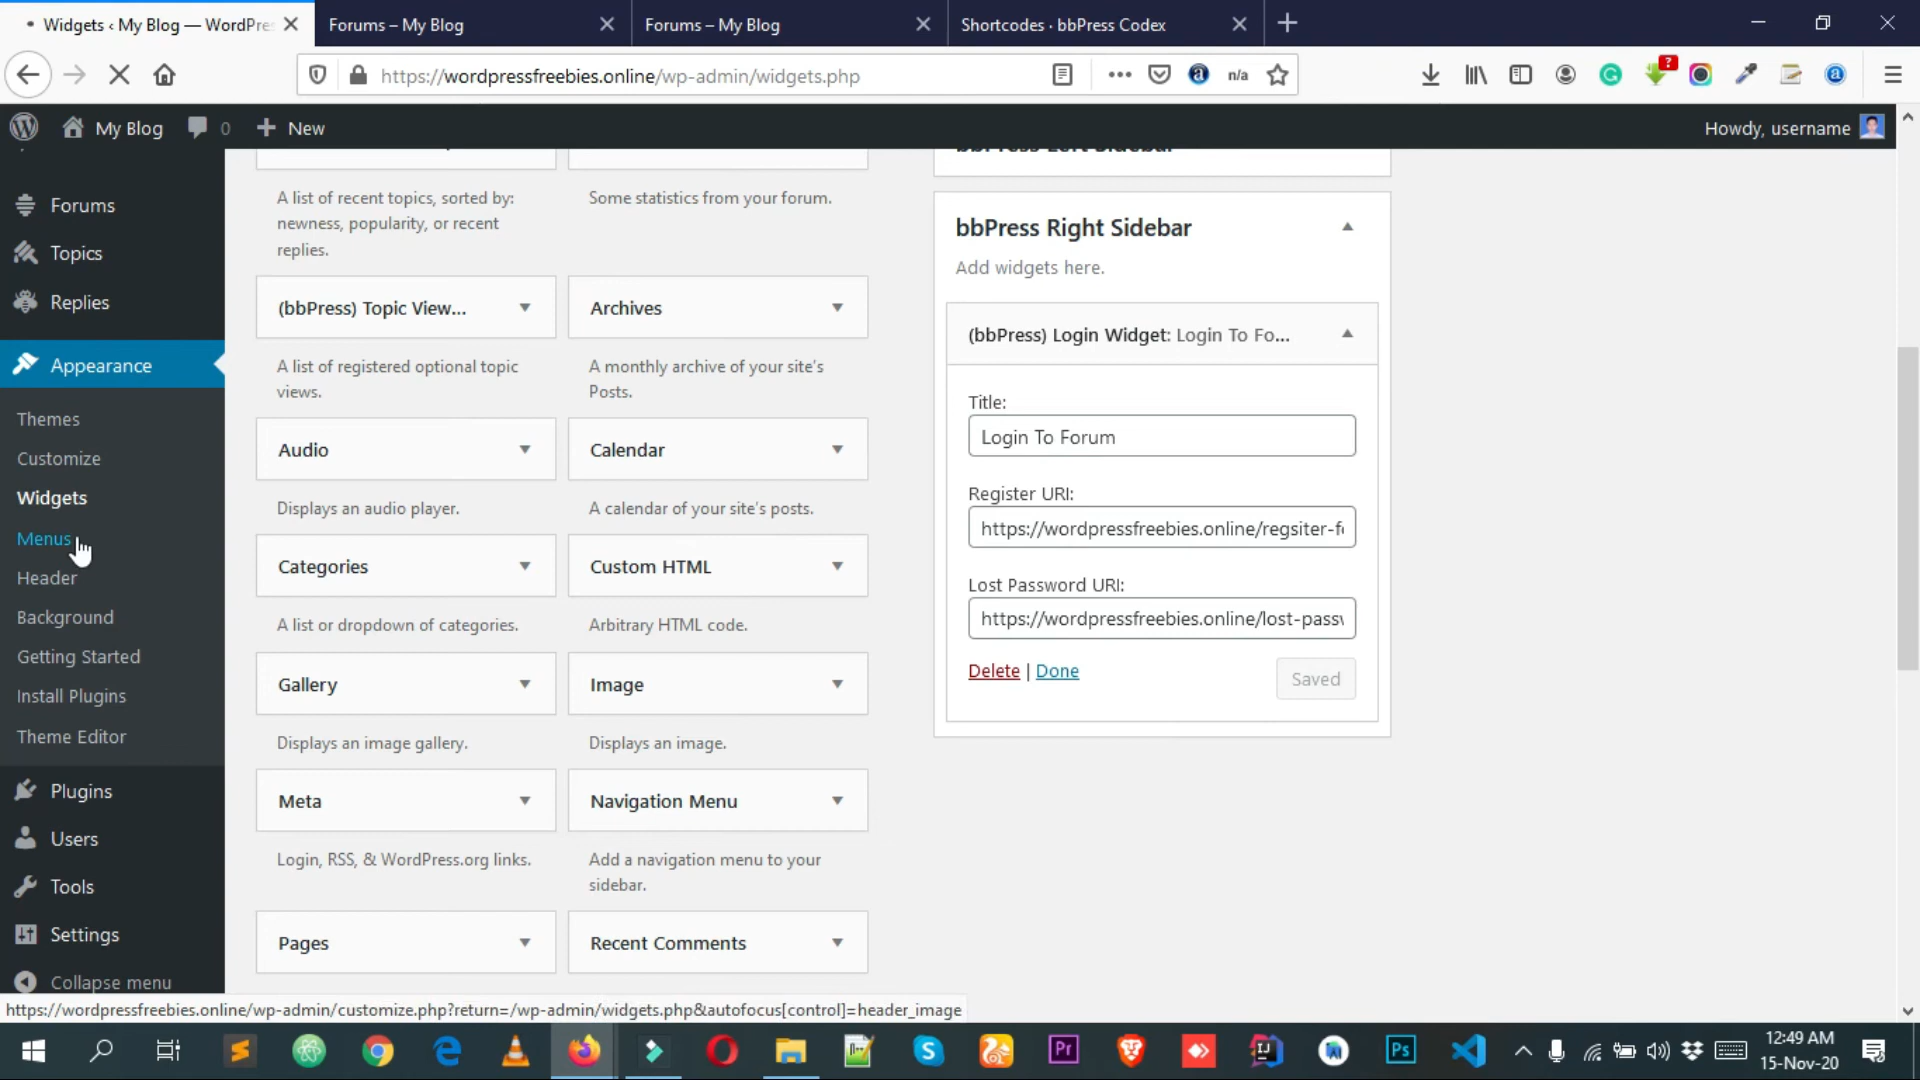 Widgets ‹ My Blog — WordPres
Forums – My Blog
Forums – My Blog
Shortcodes · bbPress Codex
https://wordpressfreebies.online/wp-admin/widgets.php
n/a
?
My Blog
0
New
Howdy, username
Forums
Topics
Replies
Appearance
Themes
Customize
Widgets
Menus
Header
Background
Getting Started
Install Plugins
Theme Editor
Plugins
Users
Tools
Settings
Collapse menu
A list of recent topics, sorted by:
newness, popularity, or recent
replies.
Some statistics from your forum.
(bbPress) Topic View...
Archives
A list of registered optional topic
views.
A monthly archive of your site's
Posts.
Audio
Calendar
Displays an audio player.
A calendar of your site's posts.
Categories
Custom HTML
A list or dropdown of categories.
Arbitrary HTML code.
Gallery
Image
Displays an image gallery.
Displays an image.
Meta
Navigation Menu
Login, RSS, & WordPress.org links.
Add a navigation menu to your
sidebar.
Pages
Recent Comments
bbPress Left Sidebar
bbPress Right Sidebar
Add widgets here.
(bbPress) Login Widget: Login To Fo...
Title:
Login To Forum
Register URI:
https://wordpressfreebies.online/regsiter-f
Lost Password URI:
https://wordpressfreebies.online/lost-passw
Delete | Done
Saved
https://wordpressfreebies.online/wp-admin/customize.php?return=/wp-admin/widgets.php&autofocus[control]=header_image
Pr
Ps
12:49 AM
15-Nov-20